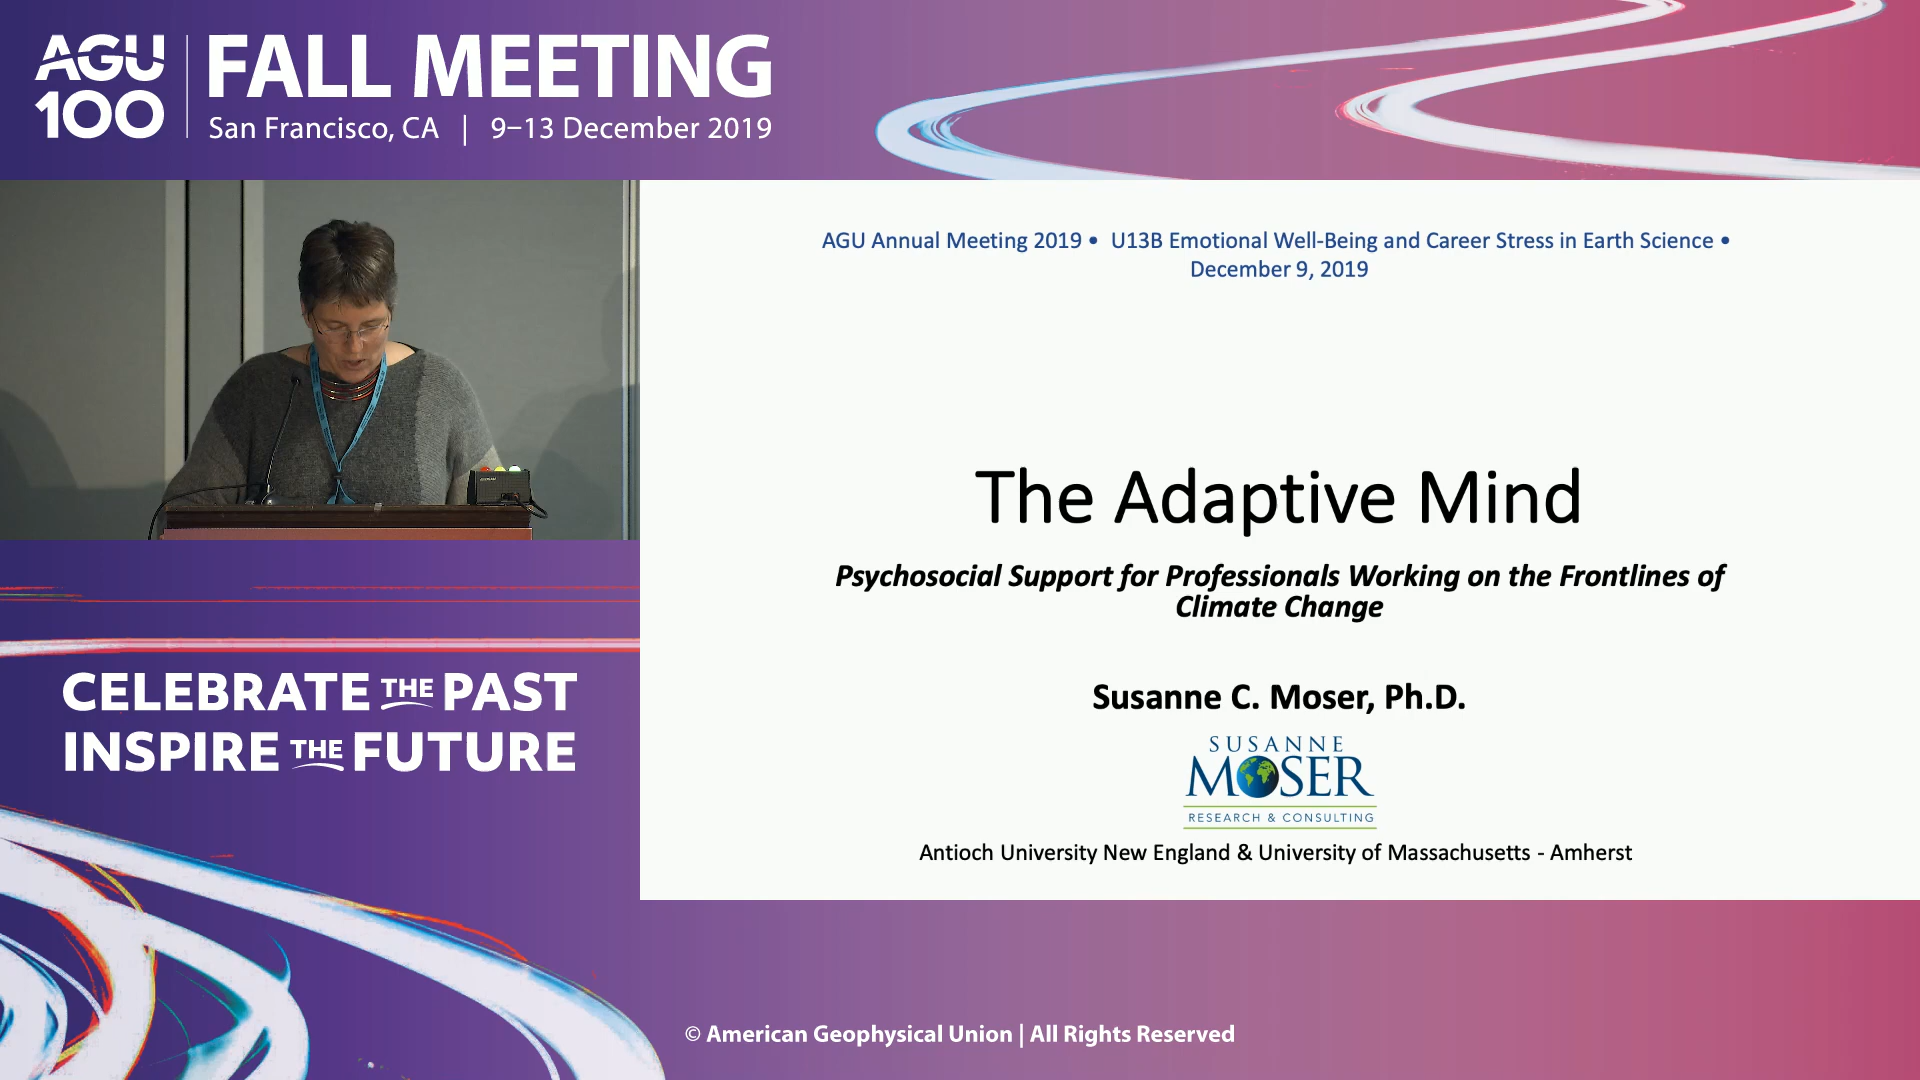 AGU
100
FALL MEETING
San Francisco, CA | 9–13 December 2019
AGU Annual Meeting 2019 • U13B Emotional Well-Being and Career Stress in Earth Science •
December 9, 2019
The Adaptive Mind
Psychosocial Support for Professionals Working on the Frontlines of
Climate Change
Susanne C. Moser, Ph.D.
SUSANNE
MOSER
RESEARCH & CONSULTING
Antioch University New England & University of Massachusetts - Amherst
CELEBRATE THE PAST
INSPIRE THE FUTURE
© American Geophysical Union | All Rights Reserved